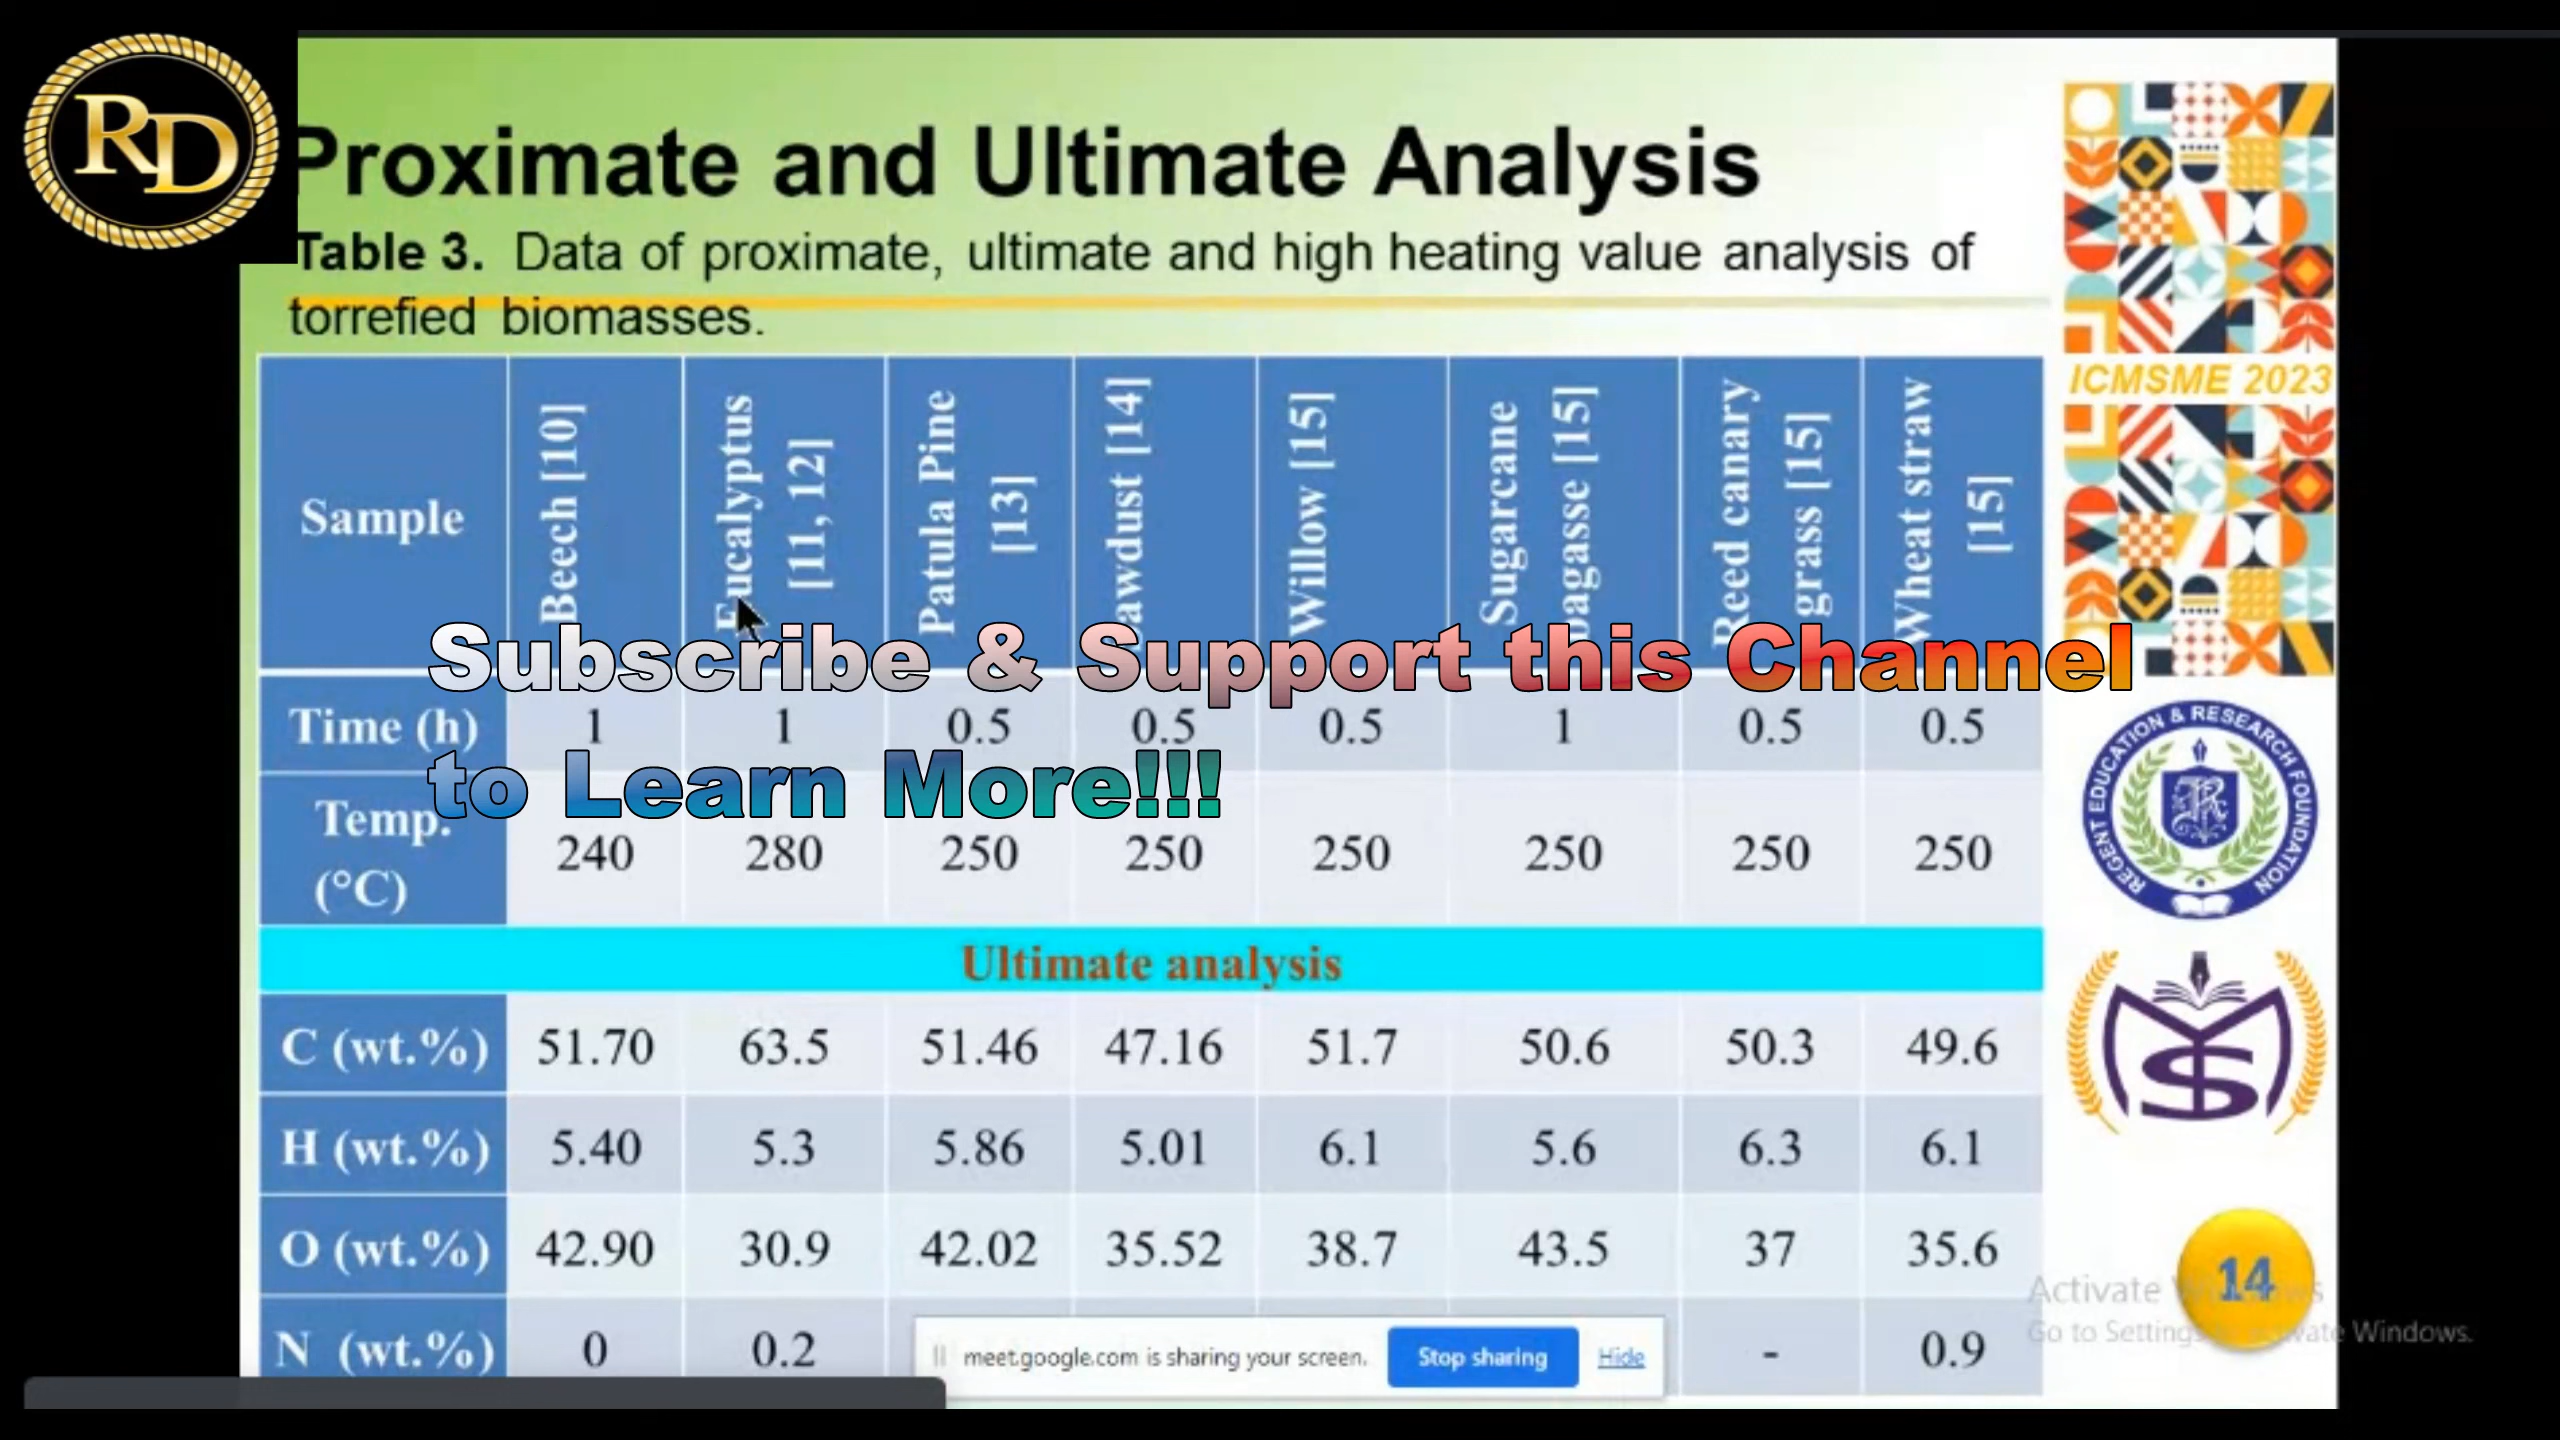 RD
Proximate and Ultimate Analysis
Table 3. Data of proximate, ultimate and high heating value analysis of
torrefied biomasses.
ICMSME 2023
Sample
Beech [10]
Eucalyptus
[11, 12]
Patula Pine
[13]
awdust [14]
Willow [15]
Sugarcane
bagasse [15]
Reed canary
grass [15]
Wheat straw
[15]
Subscribe & Support this Channel
to Learn More!!!
Time (h) 1 1 0.5 0.5 0.5 1 0.5 0.5
Temp.
(°C) 240 280 250 250 250 250 250 250
Ultimate analysis
C (wt.%) 51.70 63.5 51.46 47.16 51.7 50.6 50.3 49.6
H (wt.%) 5.40 5.3 5.86 5.01 6.1 5.6 6.3 6.1
O (wt.%) 42.90 30.9 42.02 35.52 38.7 43.5 37 35.6
N (wt.%) 0 0.2 - 0.9
REGENT EDUCATION & RESEARCH FOUNDATION
14
Activate Windows
Go to Settings to activate Windows.
meet.google.com is sharing your screen. Stop sharing Hide